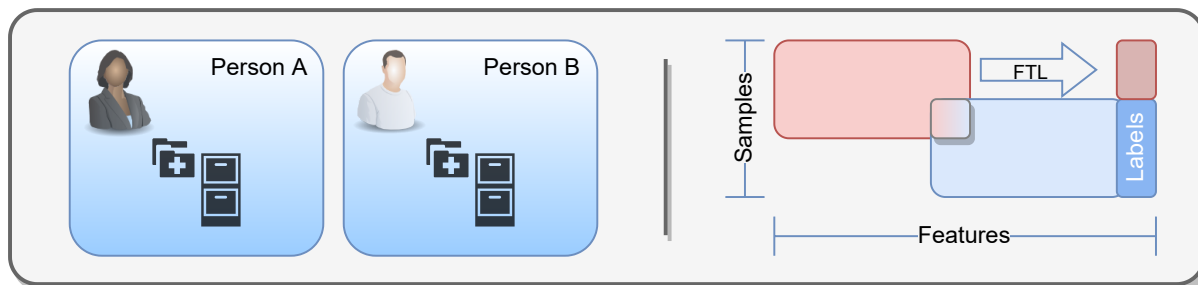 Person A
Person B
Samples
FTL
Labels
Features